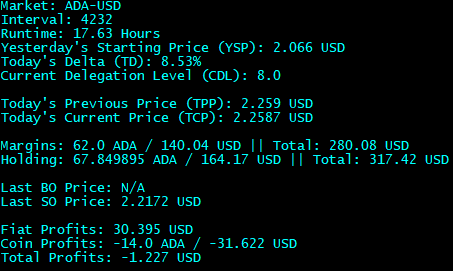 Market: ADA-USD
Interval: 4232
Runtime: 17.63 Hours
Yesterday's Starting Price (YSP): 2.066 USD
Today's Delta (TD): 8.53%
Current Delegation Level (CDL): 8.0
Today's Previous Price (TPP): 2.259 USD
Today's Current Price (TCP): 2.2587 USD
Margins: 62.0 ADA / 140.04 USD || Total: 280.08 USD
Holding: 67.849895 ADA / 164.17 USD || Total: 317.42 USD
Last BO Price: N/A
Last SO Price: 2.2172 USD
Fiat Profits: 30.395 USD
Coin Profits: -14.0 ADA / -31.622 USD
Total Profits: -1.227 USD